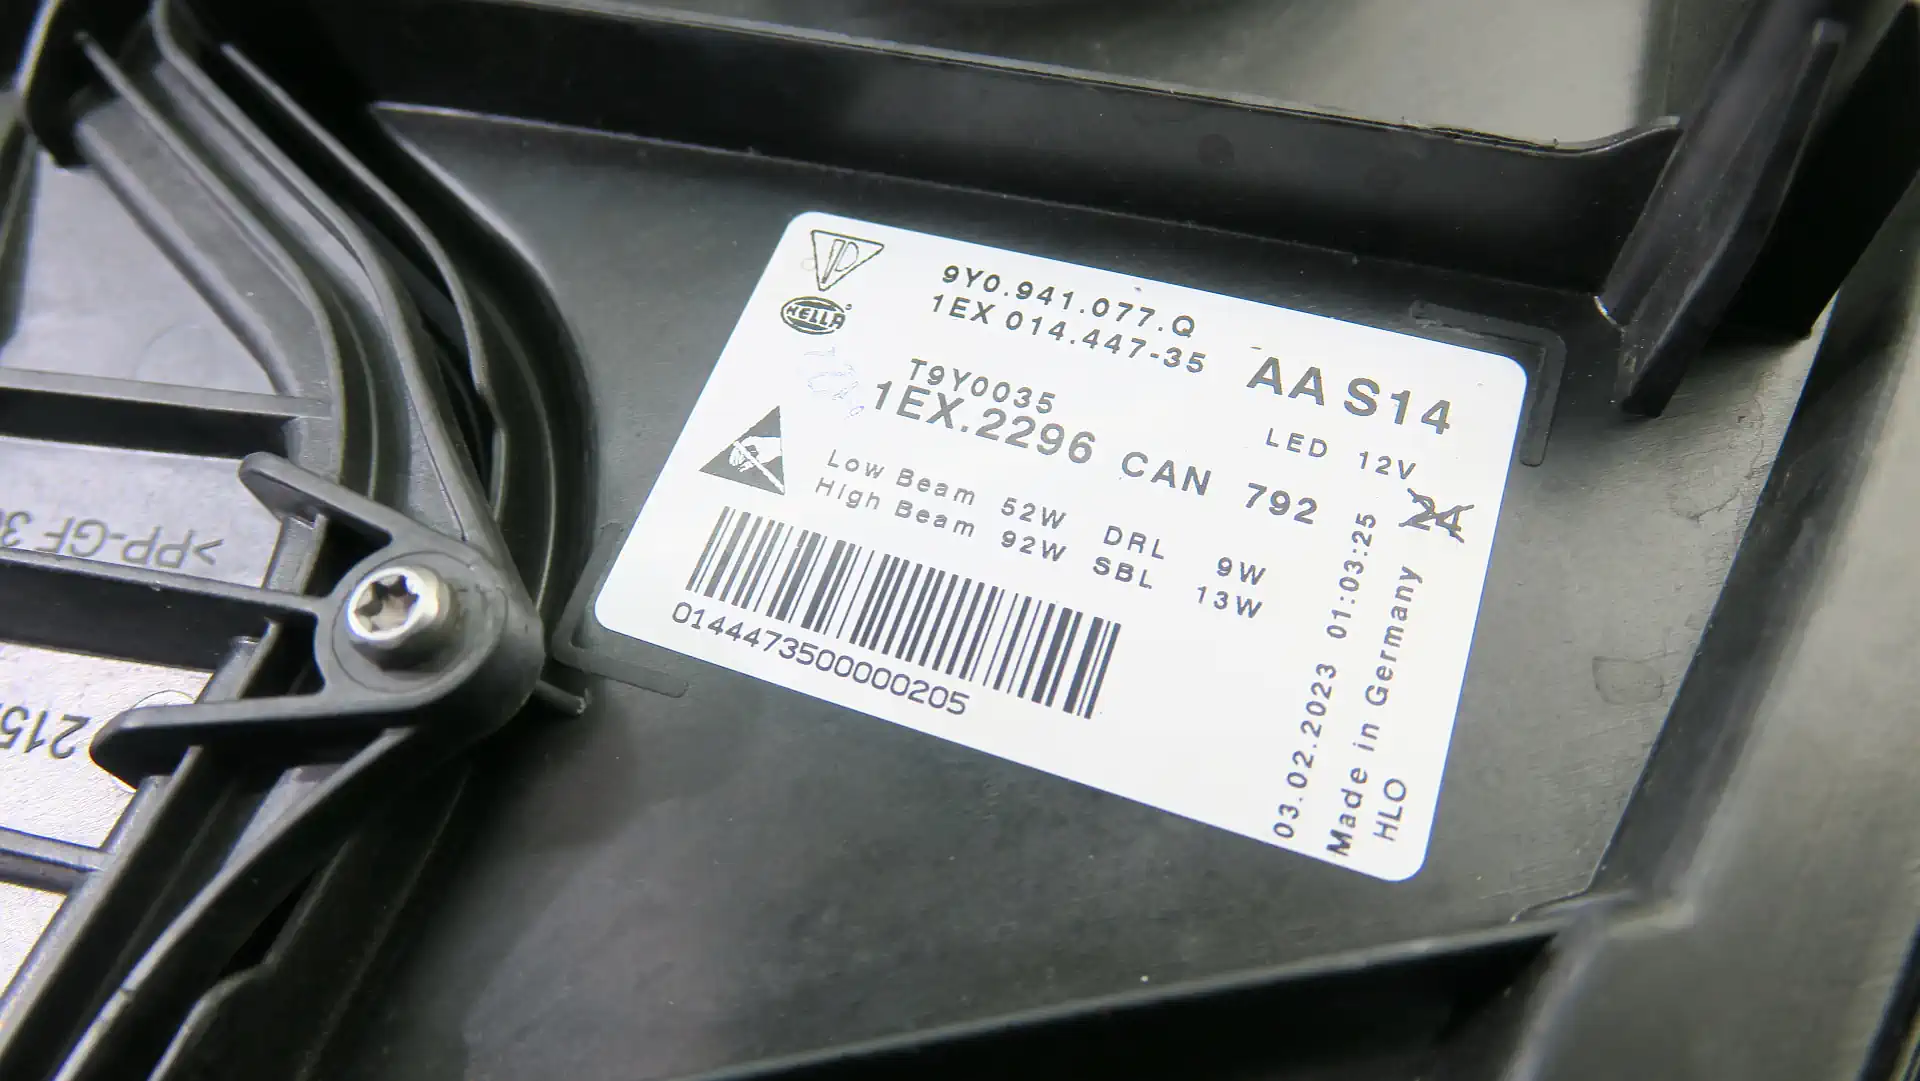 HELLA
9Y0.941.077.Q
1EX 014.447-35
AA S14
T9Y0035
1EX.2296 CAN 792
LED 12V
24
Low Beam 52W DRL 9W
High Beam 92W SBL 13W
01444735000000205
03.02.2023 01:03:25
Made in Germany
HLO
>PP-GF 3
215